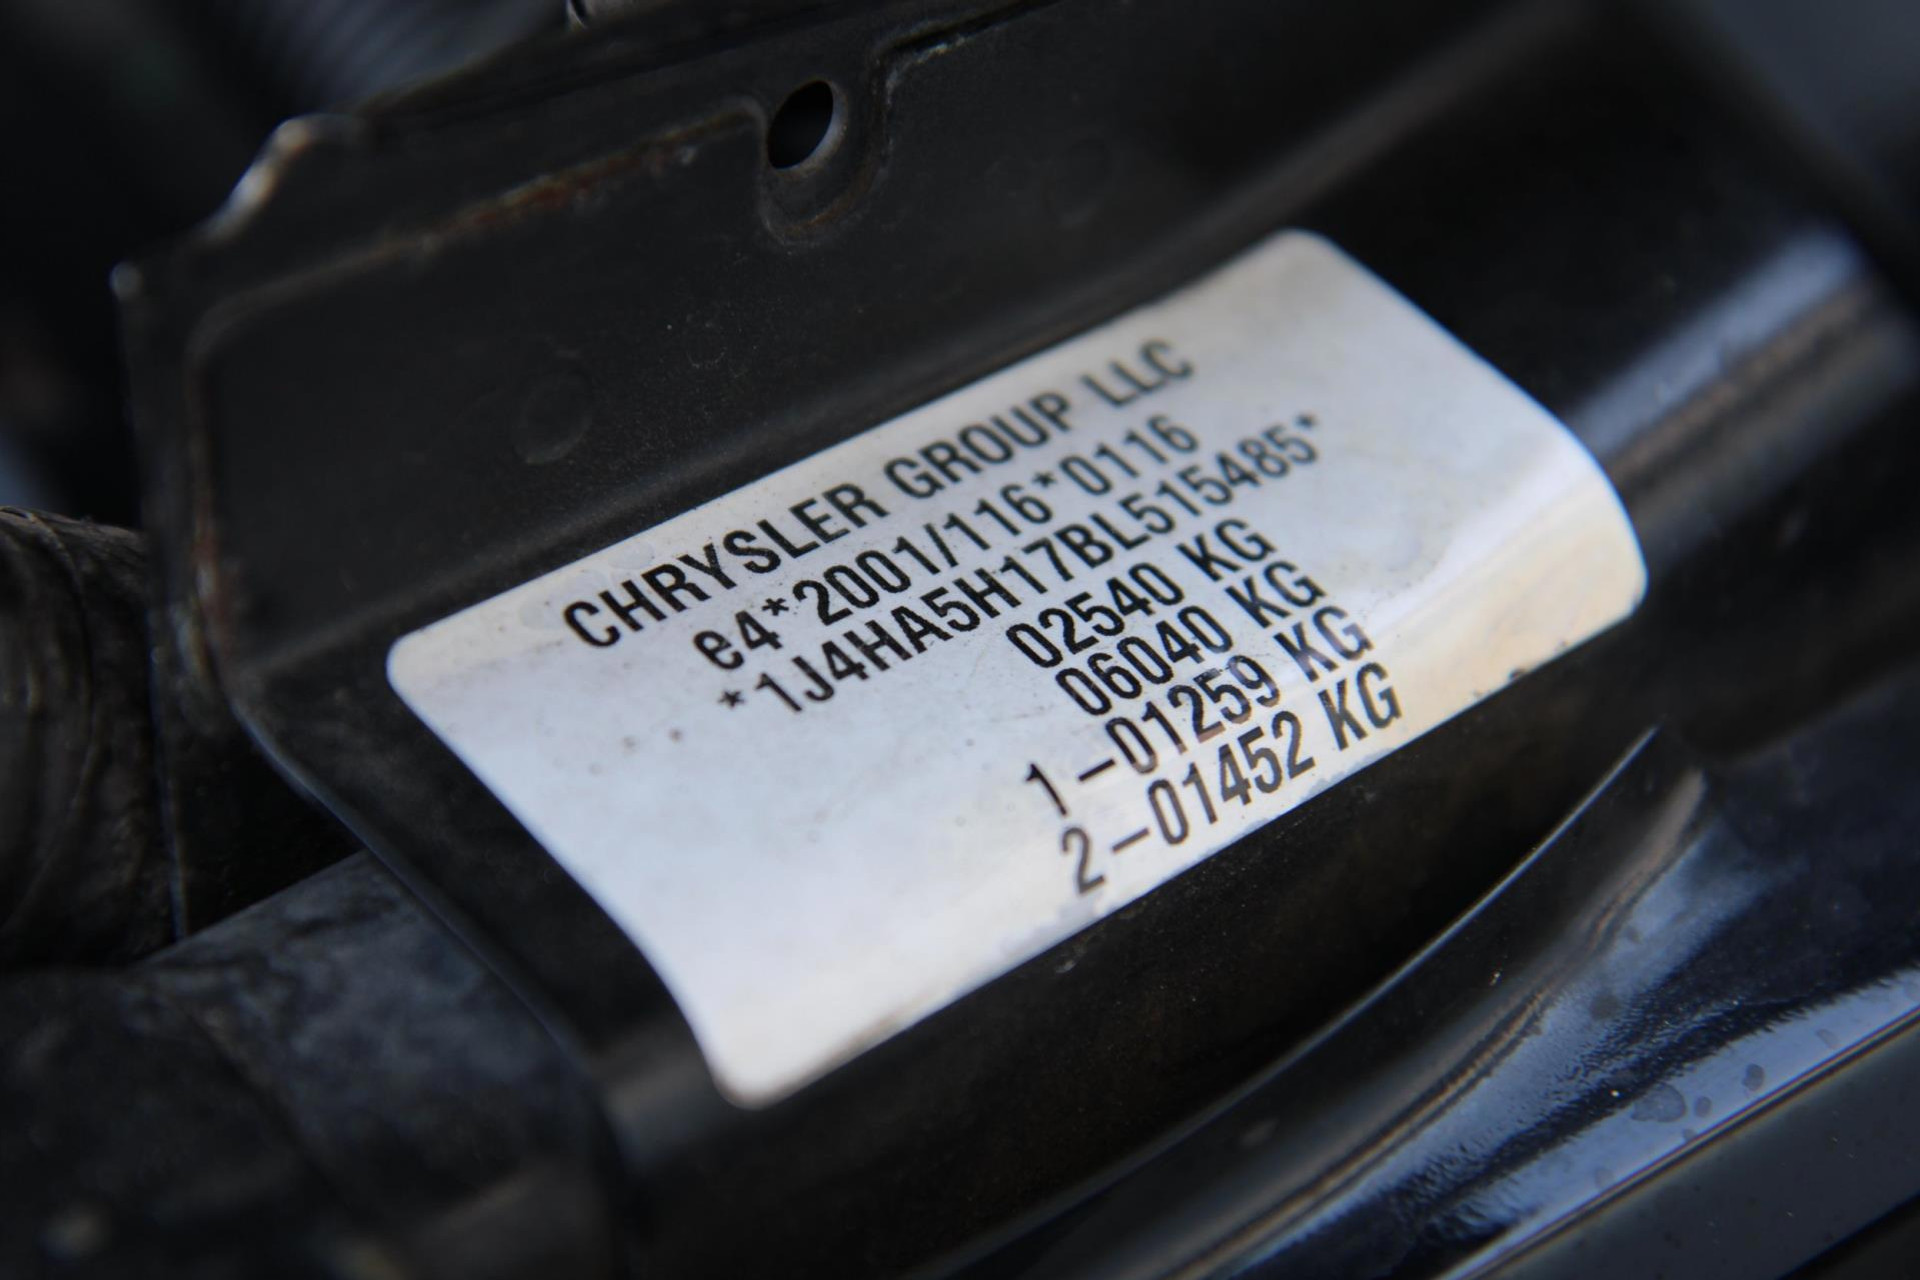 CHRYSLER GROUP LLC
e4*2001/116*0116
*1J4HA5H17BL515485*
02540 KG
06040 KG
1-01259 KG
2-01452 KG